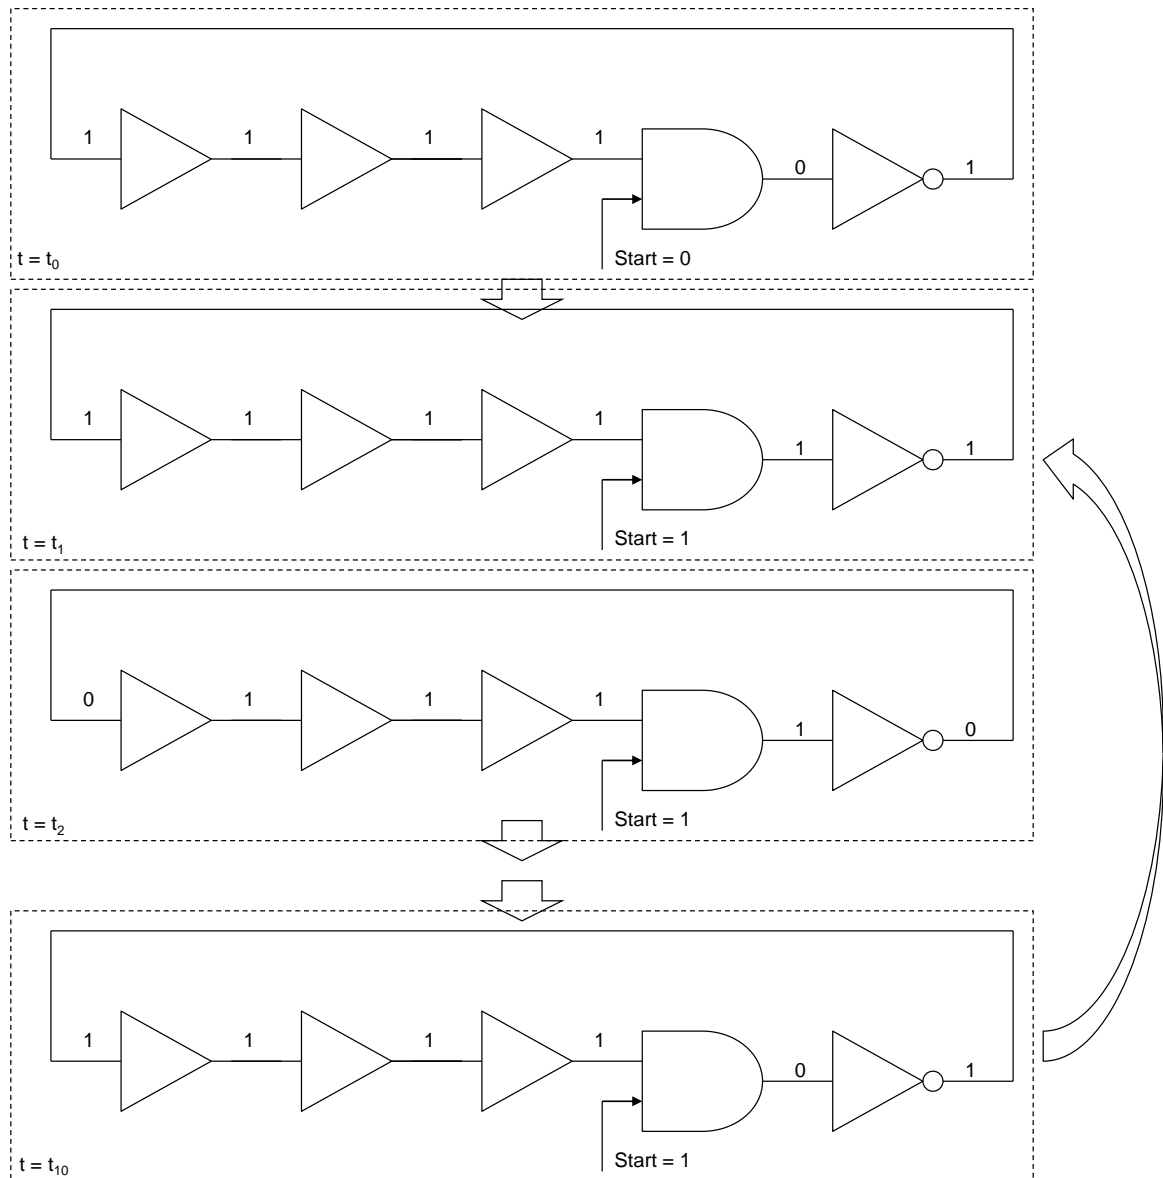 1 1 1 1 0 1
t = t0 Start = 0
1 1 1 1 1 1
Start = 1
t = t1
0 1 1 1 1 0
Start = 1
t = t2
1 1 1 1 0 1
Start = 1
t = t10